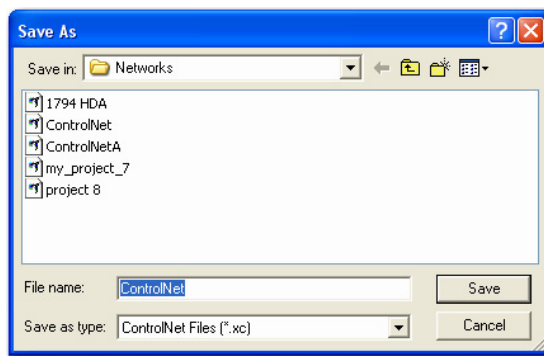 Save As
Save in: Networks
1794 HDA
ControlNet
ControlNetA
my_project_7
project 8
File name: ControlNet Save
Save as type: ControlNet Files (*.xc) Cancel